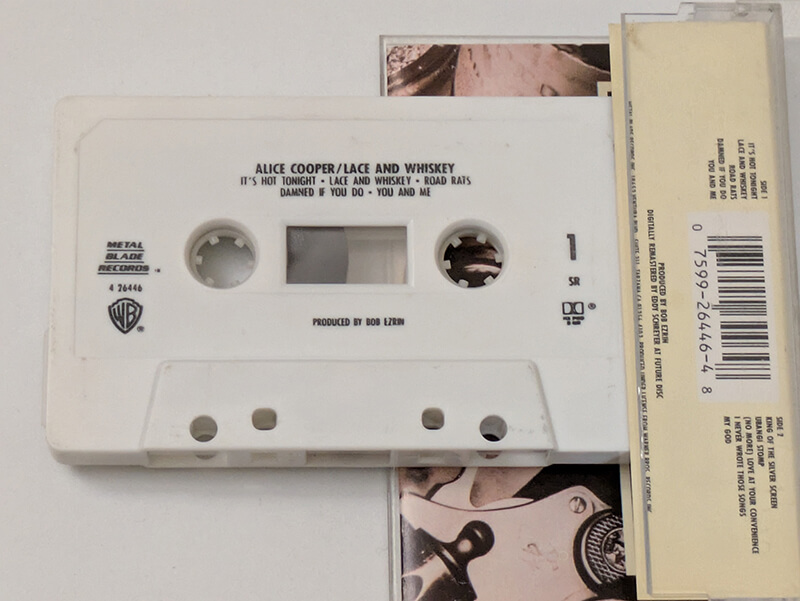 ALICE COOPER/LACE AND WHISKEY
IT'S HOT TONIGHT • LACE AND WHISKEY • ROAD RATS
DAMNED IF YOU DO • YOU AND ME
METAL
BLADE
RECORDS ™
4 26446
WB ®
1
SR
®
PRODUCED BY BOB EZRIN
SIDE 1
IT'S HOT TONIGHT
LACE AND WHISKEY
ROAD RATS
DAMNED IF YOU DO
YOU AND ME
0 7599-26446-4 8
SIDE 2
KING OF THE SILVER SCREEN
UBANGI STOMP
(NO MORE) LOVE AT YOUR CONVENIENCE
I NEVER WROTE THOSE SONGS
MY GOD
PRODUCED BY BOB EZRIN
DIGITALLY REMASTERED BY EDDY SCHREYER AT FUTURE DISC